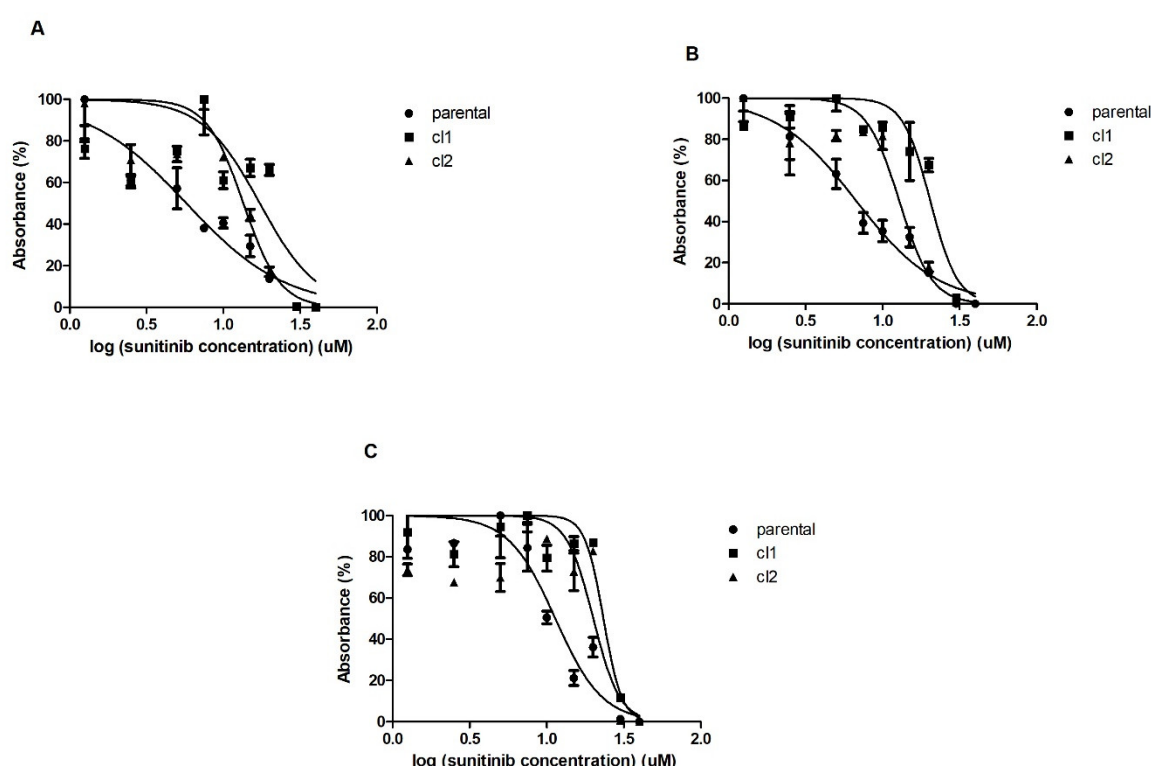 A
100
80
60
40
20
0
Absorbance (%)
0.0 0.5 1.0 1.5 2.0
log (sunitinib concentration) (uM)
parental
cl1
cl2
B
100
80
60
40
20
0
Absorbance (%)
0.0 0.5 1.0 1.5 2.0
log (sunitinib concentration) (uM)
parental
cl1
cl2
C
100
80
60
40
20
0
Absorbance (%)
0.0 0.5 1.0 1.5 2.0
log (sunitinib concentration) (uM)
parental
cl1
cl2